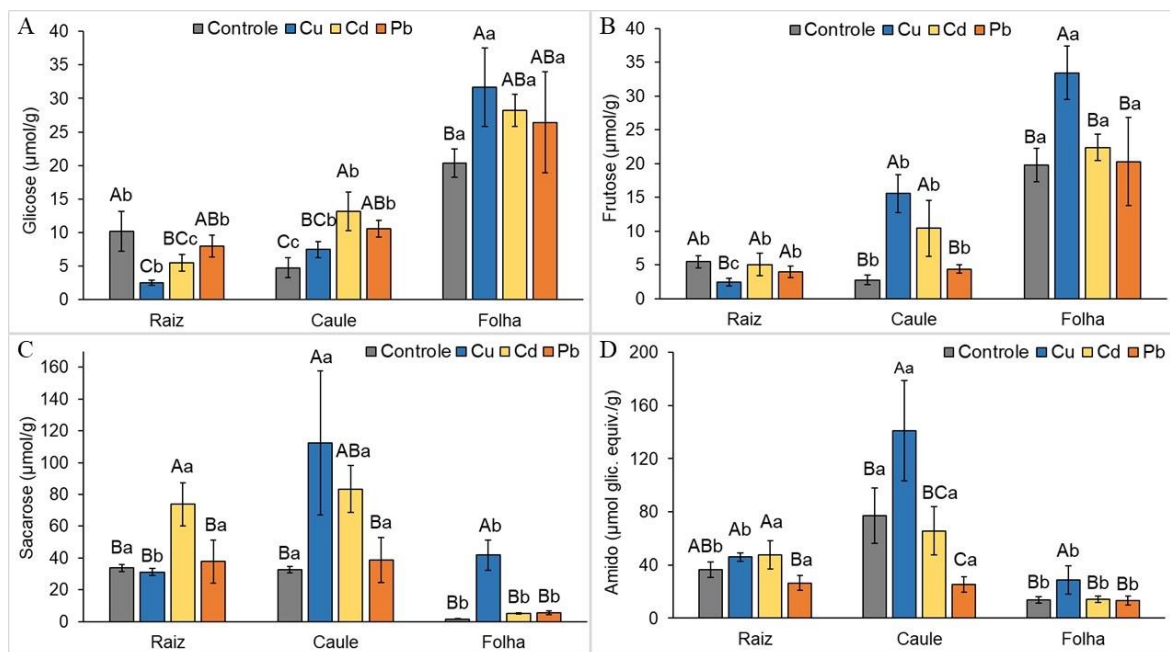 A
Controle Cu Cd Pb
Glicose (µmol/g)
40
35
30
25
20
15
10
5
0
Ab
Cb
BCc
ABb
Cc
BCb
Ab
ABb
Ba
Aa
ABa
ABa
Raiz Caule Folha
B
Controle Cu Cd Pb
Frutose (µmol/g)
40
35
30
25
20
15
10
5
0
Ab
Bc
Ab
Ab
Bb
Ab
Ab
Bb
Ba
Aa
Ba
Ba
Raiz Caule Folha
C
Controle Cu Cd Pb
Sacarose (µmol/g)
160
140
120
100
80
60
40
20
0
Ba
Bb
Aa
Ba
Ba
Aa
ABa
Ba
Bb
Ab
Bb
Bb
Raiz Caule Folha
D
Controle Cu Cd Pb
Amido (µmol glic. equiv./g)
200
160
120
80
40
0
ABb
Ab
Aa
Ba
Ba
Aa
BCa
Ca
Bb
Ab
Bb
Bb
Raiz Caule Folha